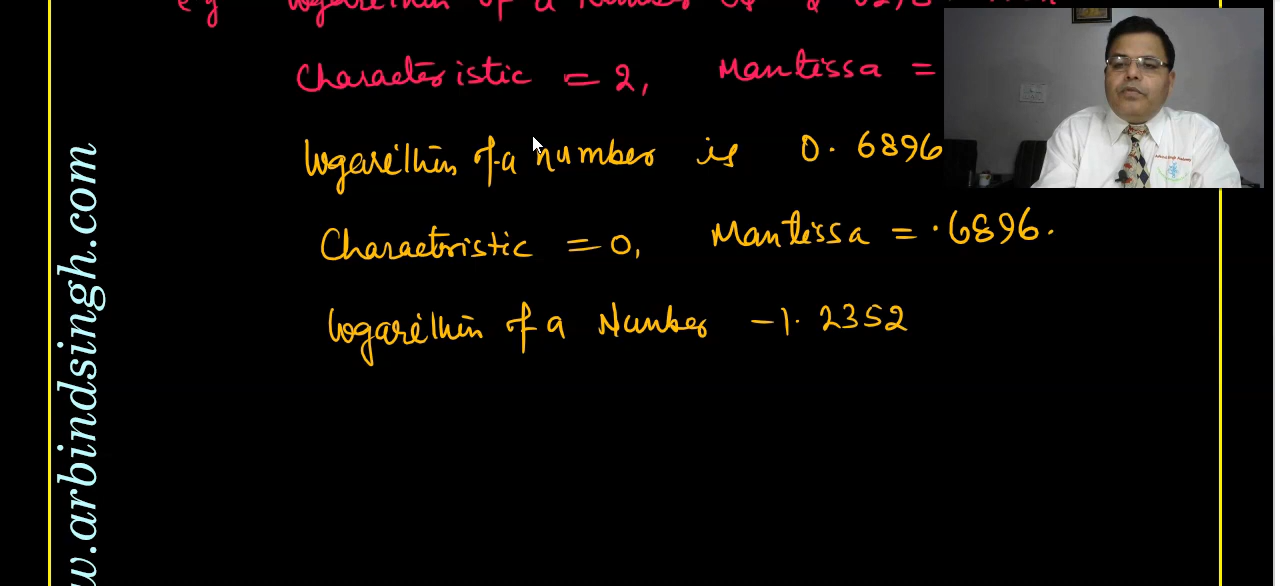 Characteristic = 2, Mantissa =
logarithm of a number is 0.6896
Characteristic = 0, Mantissa = .6896.
logarithm of a Number -1.2352
w.arbindsingh.com